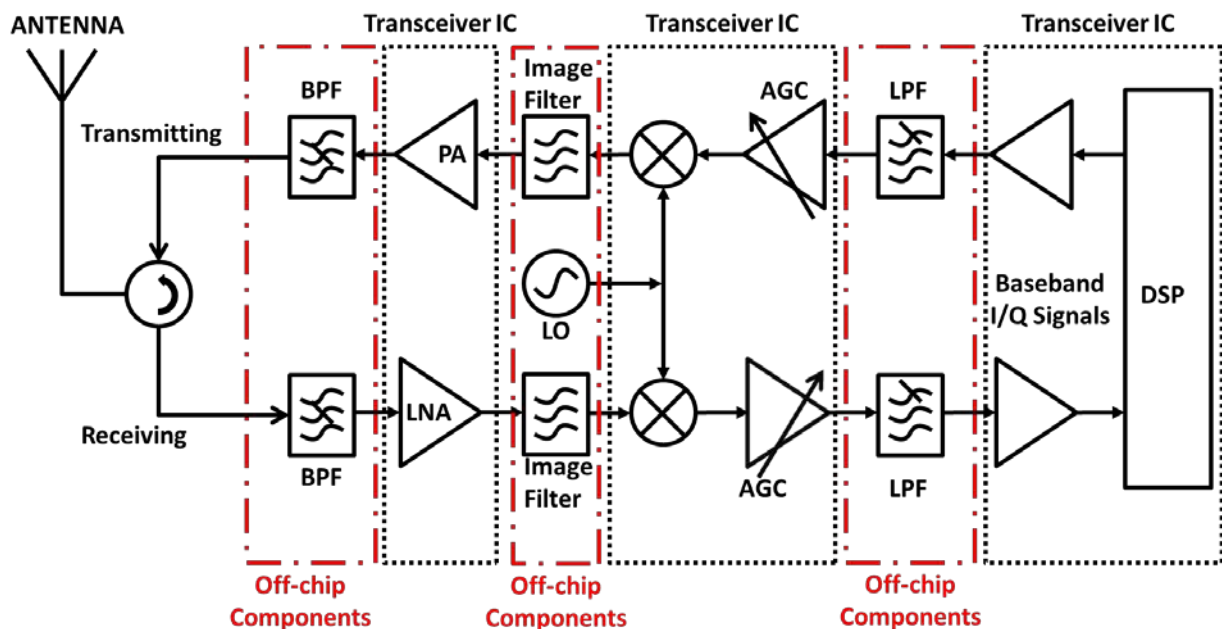 ANTENNA
Transceiver IC
Transceiver IC
Transceiver IC
BPF
Image
Filter
AGC
LPF
Transmitting
PA
LO
Baseband
I/Q Signals
DSP
Receiving
BPF
LNA
Image
Filter
AGC
LPF
Off-chip
Components
Off-chip
Components
Off-chip
Components